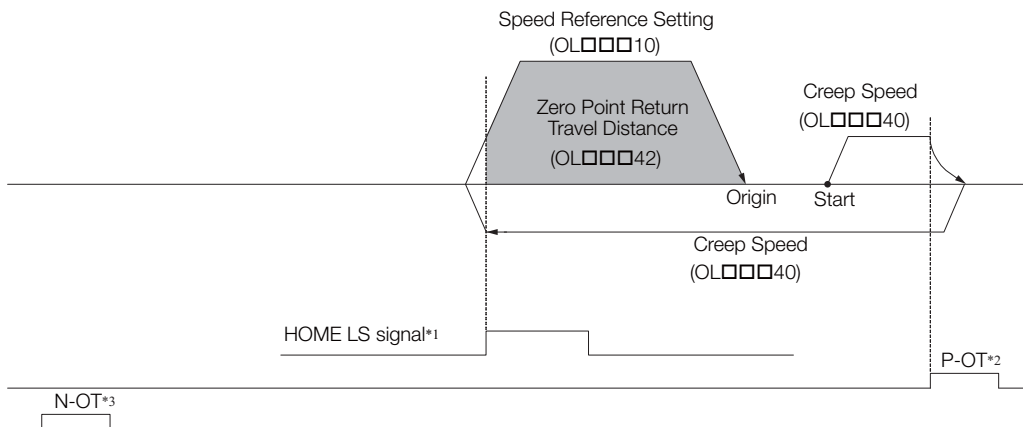 Speed Reference Setting
(OL□□□10)
Zero Point Return
Travel Distance
(OL□□□42)
Creep Speed
(OL□□□40)
Origin
Start
Creep Speed
(OL□□□40)
HOME LS signal*1
P-OT*2
N-OT*3